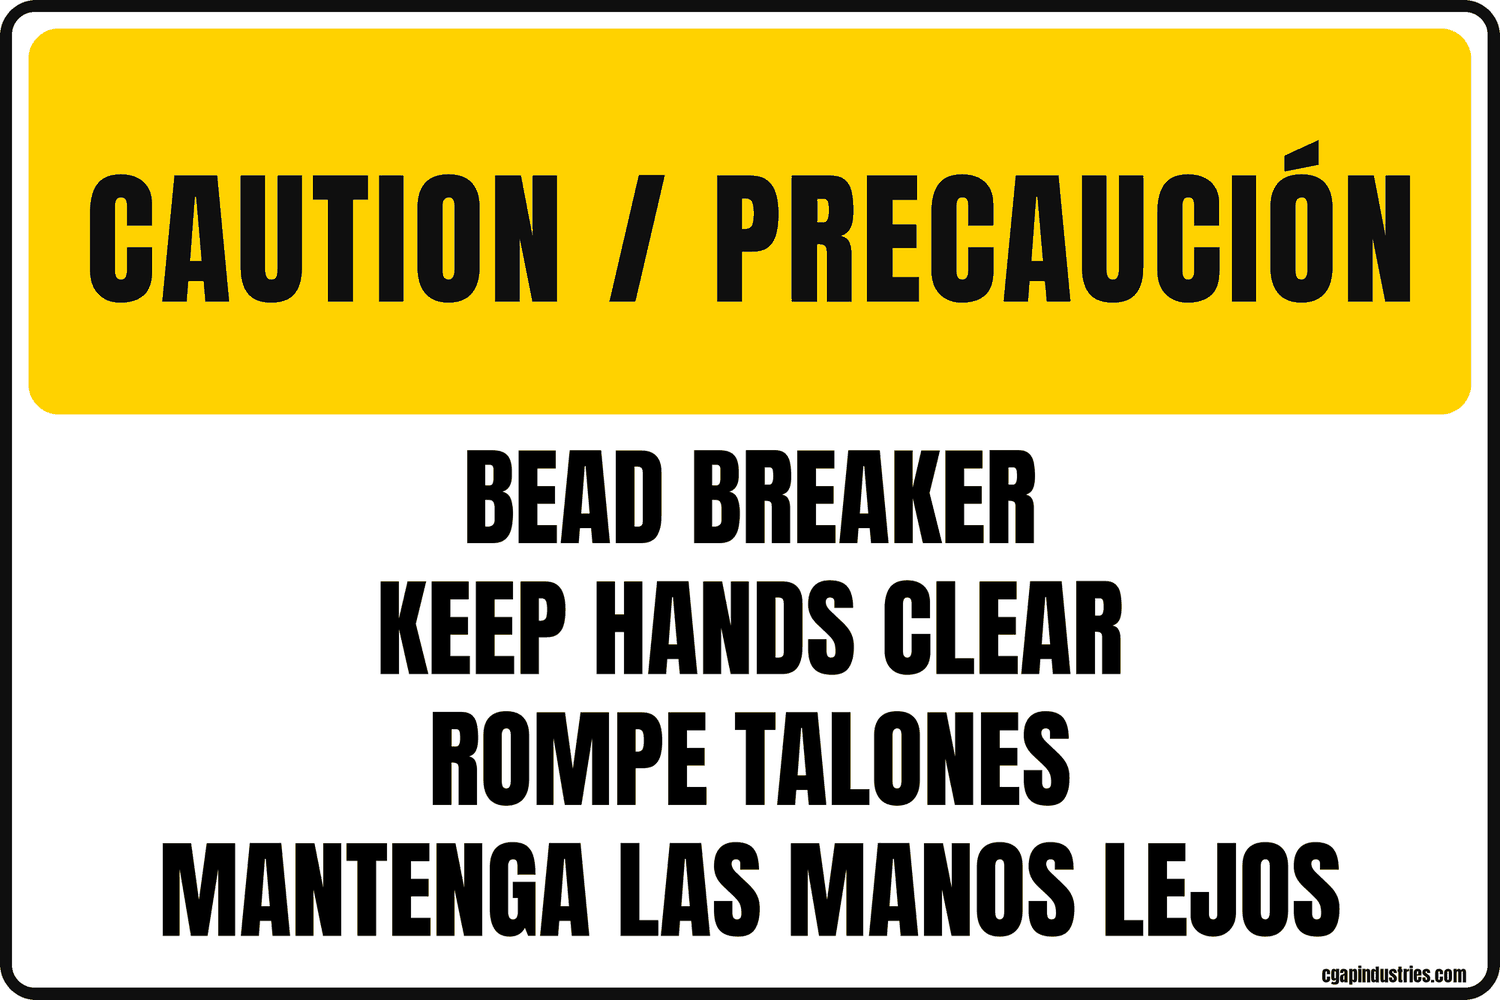 CAUTION / PRECAUCIÓN
BEAD BREAKER
KEEP HANDS CLEAR
ROMPE TALONES
MANTENGA LAS MANOS LEJOS
cgapindustries.com